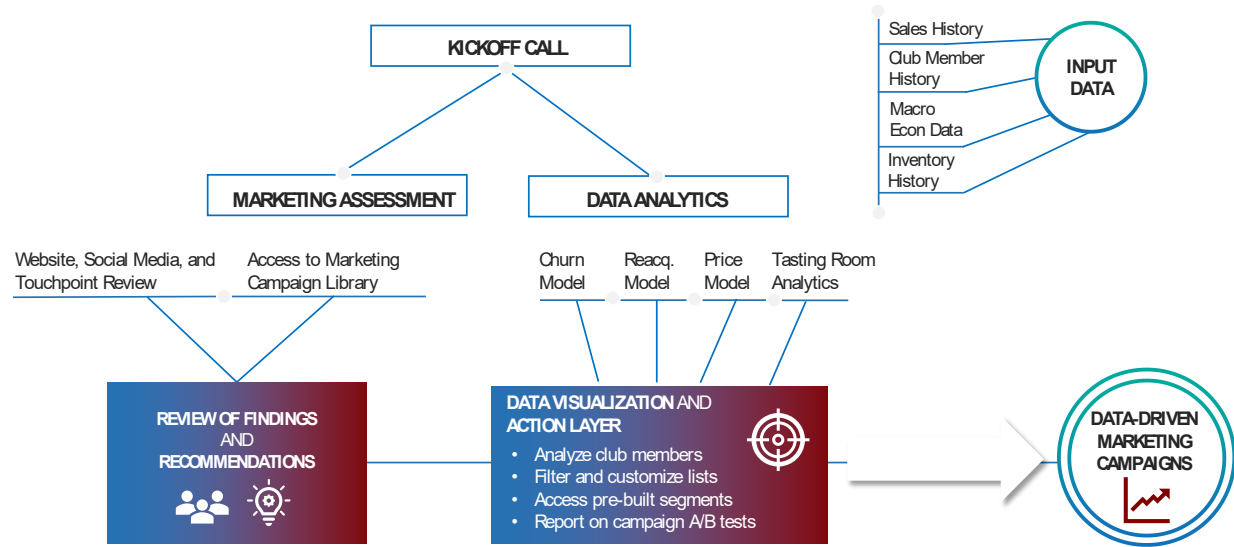 KICKOFF CALL
Sales History
Club Member
History
Macro
Econ Data
Inventory
History
INPUT
DATA
MARKETING ASSESSMENT
DATA ANALYTICS
Website, Social Media, and
Touchpoint Review
Access to Marketing
Campaign Library
Churn
Model
Reacq.
Model
Price
Model
Tasting Room
Analytics
REVIEW OF FINDINGS
AND
RECOMMENDATIONS
DATA VISUALIZATION AND
ACTION LAYER
• Analyze club members
• Filter and customize lists
• Access pre-built segments
• Report on campaign A/B tests
DATA-DRIVEN
MARKETING
CAMPAIGNS